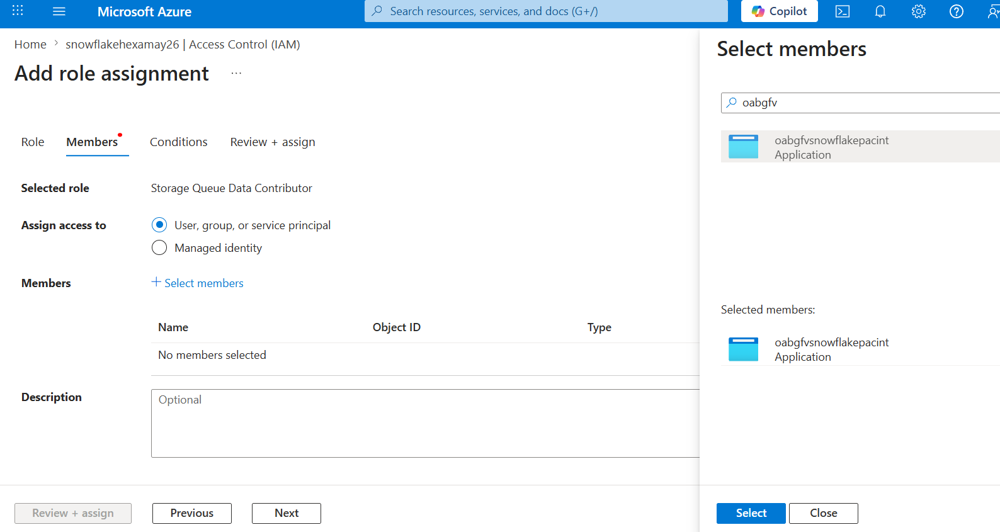 Microsoft Azure
Search resources, services, and docs (G+/)
Copilot
Home > snowflakehexamay26 | Access Control (IAM)
Add role assignment
...
Role
Members
Conditions
Review + assign
Selected role
Storage Queue Data Contributor
Assign access to
User, group, or service principal
Managed identity
Members
+ Select members
Name
Object ID
Type
No members selected
Description
Optional
Review + assign
Previous
Next
Select members
oabgfv
oabgfvsnowflakepacint
Application
Selected members:
oabgfvsnowflakepacint
Application
Select
Close